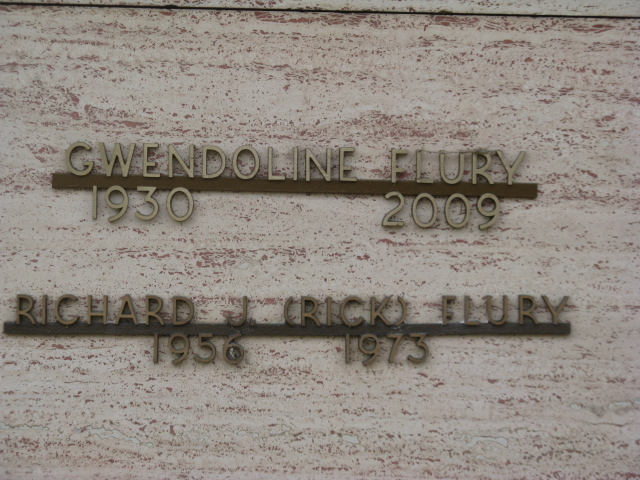 GWENDOLINE FLURY
1930 2009
RICHARD J. (RICK) FLURY
1956 1973